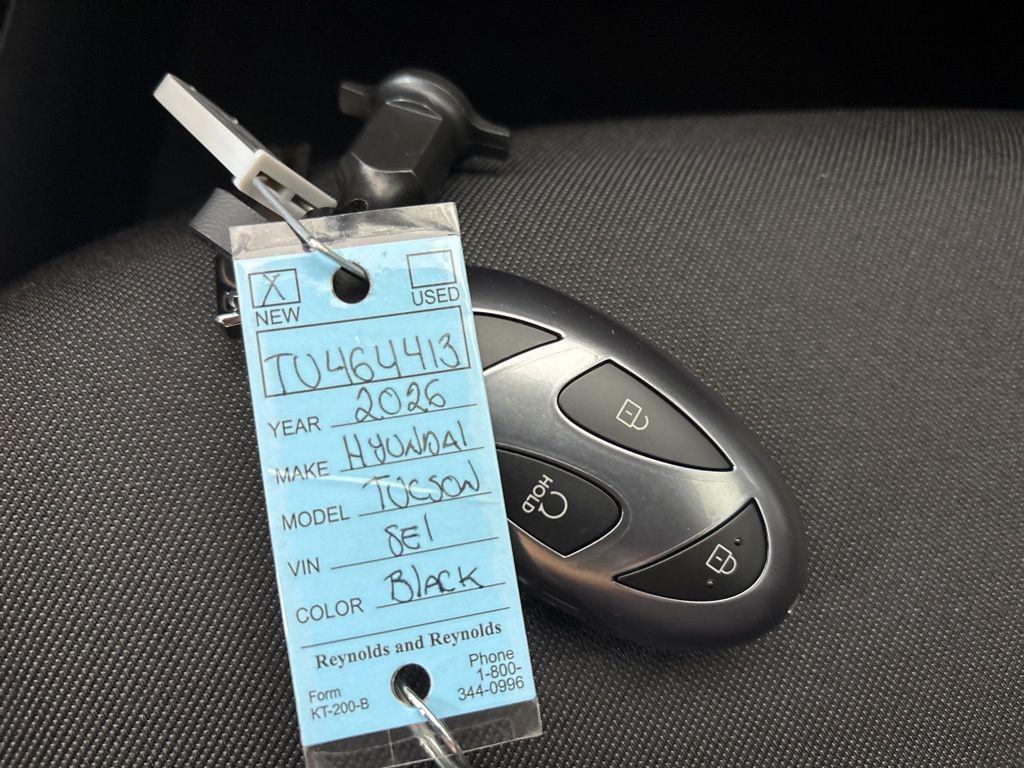 X
NEW USED
TU464413
YEAR 2026
MAKE HYUNDAI
MODEL TUCSON
VIN SEl
COLOR BlACK
Reynolds and Reynolds
Form
KT-200-B
Phone
1-800-
344-0996
HOLD